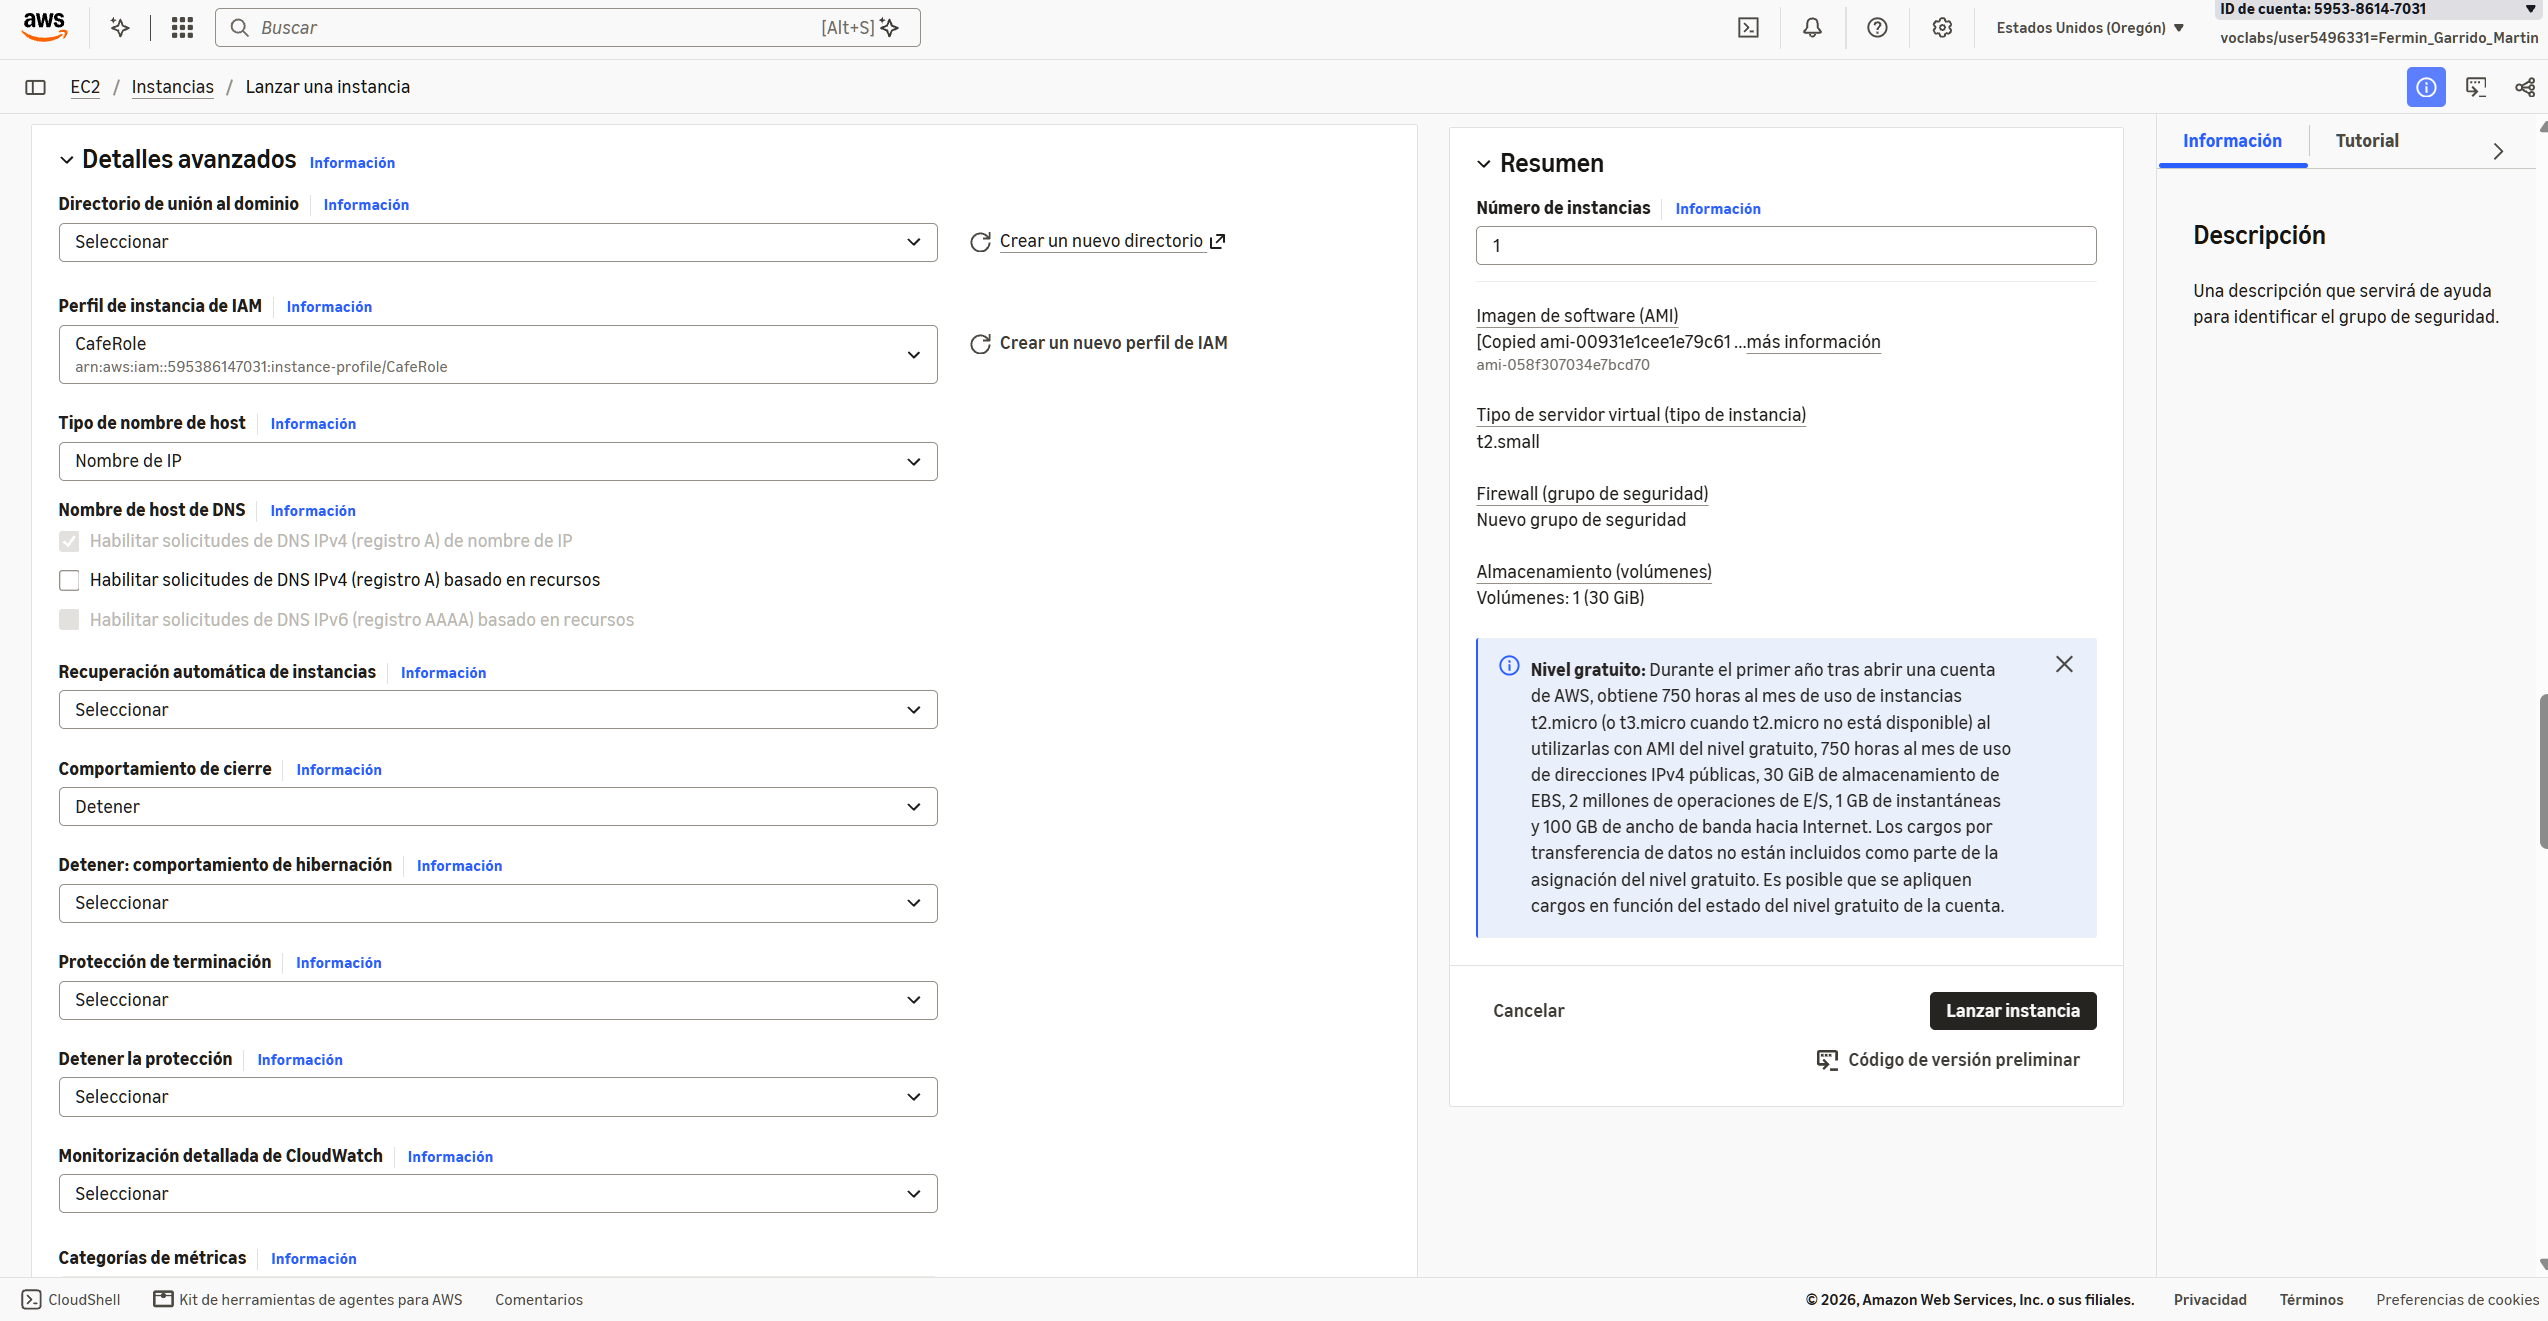 aws
Buscar
[Alt+S]
Estados Unidos (Oregón)
ID de cuenta: 5953-8614-7031
voclabs/user5496331=Fermin_Garrido_Martin
EC2 / Instancias / Lanzar una instancia
Detalles avanzados Información
Directorio de unión al dominio Información
Seleccionar
Crear un nuevo directorio
Perfil de instancia de IAM Información
CafeRole
arn:aws:iam::595386147031:instance-profile/CafeRole
Crear un nuevo perfil de IAM
Tipo de nombre de host Información
Nombre de IP
Nombre de host de DNS Información
Habilitar solicitudes de DNS IPv4 (registro A) de nombre de IP
Habilitar solicitudes de DNS IPv4 (registro A) basado en recursos
Habilitar solicitudes de DNS IPv6 (registro AAAA) basado en recursos
Recuperación automática de instancias Información
Seleccionar
Comportamiento de cierre Información
Detener
Detener: comportamiento de hibernación Información
Seleccionar
Protección de terminación Información
Seleccionar
Detener la protección Información
Seleccionar
Monitorización detallada de CloudWatch Información
Seleccionar
Categorías de métricas Información
Resumen
Número de instancias Información
1
Imagen de software (AMI)
[Copied ami-00931e1cee1e79c61 ...más información
ami-058f307034e7bcd70
Tipo de servidor virtual (tipo de instancia)
t2.small
Firewall (grupo de seguridad)
Nuevo grupo de seguridad
Almacenamiento (volúmenes)
Volúmenes: 1 (30 GiB)
Nivel gratuito: Durante el primer año tras abrir una cuenta
de AWS, obtiene 750 horas al mes de uso de instancias
t2.micro (o t3.micro cuando t2.micro no está disponible) al
utilizarlas con AMI del nivel gratuito, 750 horas al mes de uso
de direcciones IPv4 públicas, 30 GiB de almacenamiento de
EBS, 2 millones de operaciones de E/S, 1 GB de instantáneas
y 100 GB de ancho de banda hacia Internet. Los cargos por
transferencia de datos no están incluidos como parte de la
asignación del nivel gratuito. Es posible que se apliquen
cargos en función del estado del nivel gratuito de la cuenta.
Cancelar
Lanzar instancia
Código de versión preliminar
Información
Tutorial
Descripción
Una descripción que servirá de ayuda
para identificar el grupo de seguridad.
CloudShell
Kit de herramientas de agentes para AWS
Comentarios
© 2026, Amazon Web Services, Inc. o sus filiales.
Privacidad
Términos
Preferencias de cookies